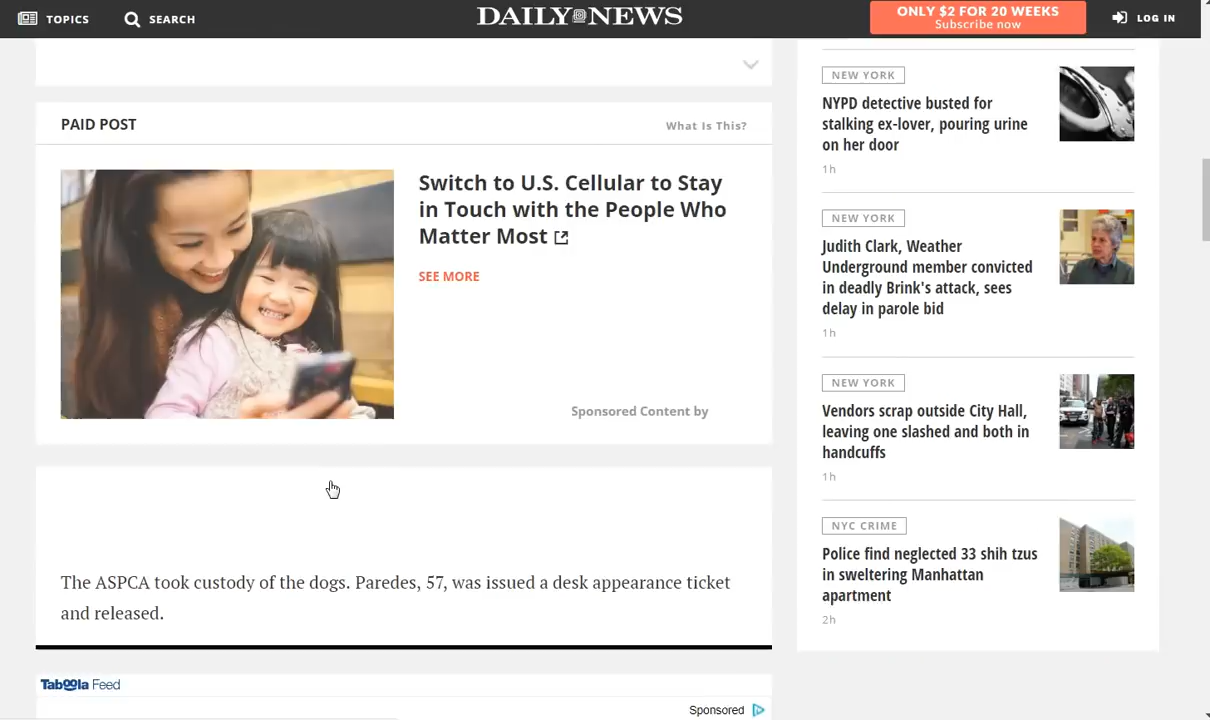 TOPICS
SEARCH
DAILY NEWS
ONLY $2 FOR 20 WEEKS
Subscribe now
LOG IN
PAID POST
What Is This?
Switch to U.S. Cellular to Stay
in Touch with the People Who
Matter Most
SEE MORE
Sponsored Content by
The ASPCA took custody of the dogs. Paredes, 57, was issued a desk appearance ticket
and released.
Taboola Feed
Sponsored
NEW YORK
NYPD detective busted for
stalking ex-lover, pouring urine
on her door
1h
NEW YORK
Judith Clark, Weather
Underground member convicted
in deadly Brink's attack, sees
delay in parole bid
1h
NEW YORK
Vendors scrap outside City Hall,
leaving one slashed and both in
handcuffs
1h
NYC CRIME
Police find neglected 33 shih tzus
in sweltering Manhattan
apartment
2h